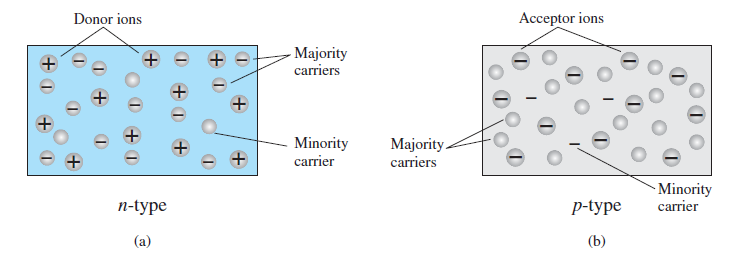 Donor ions
Majority
carriers
Minority
carrier
n-type
(a)
Acceptor ions
Majority
carriers
Minority
carrier
p-type
(b)